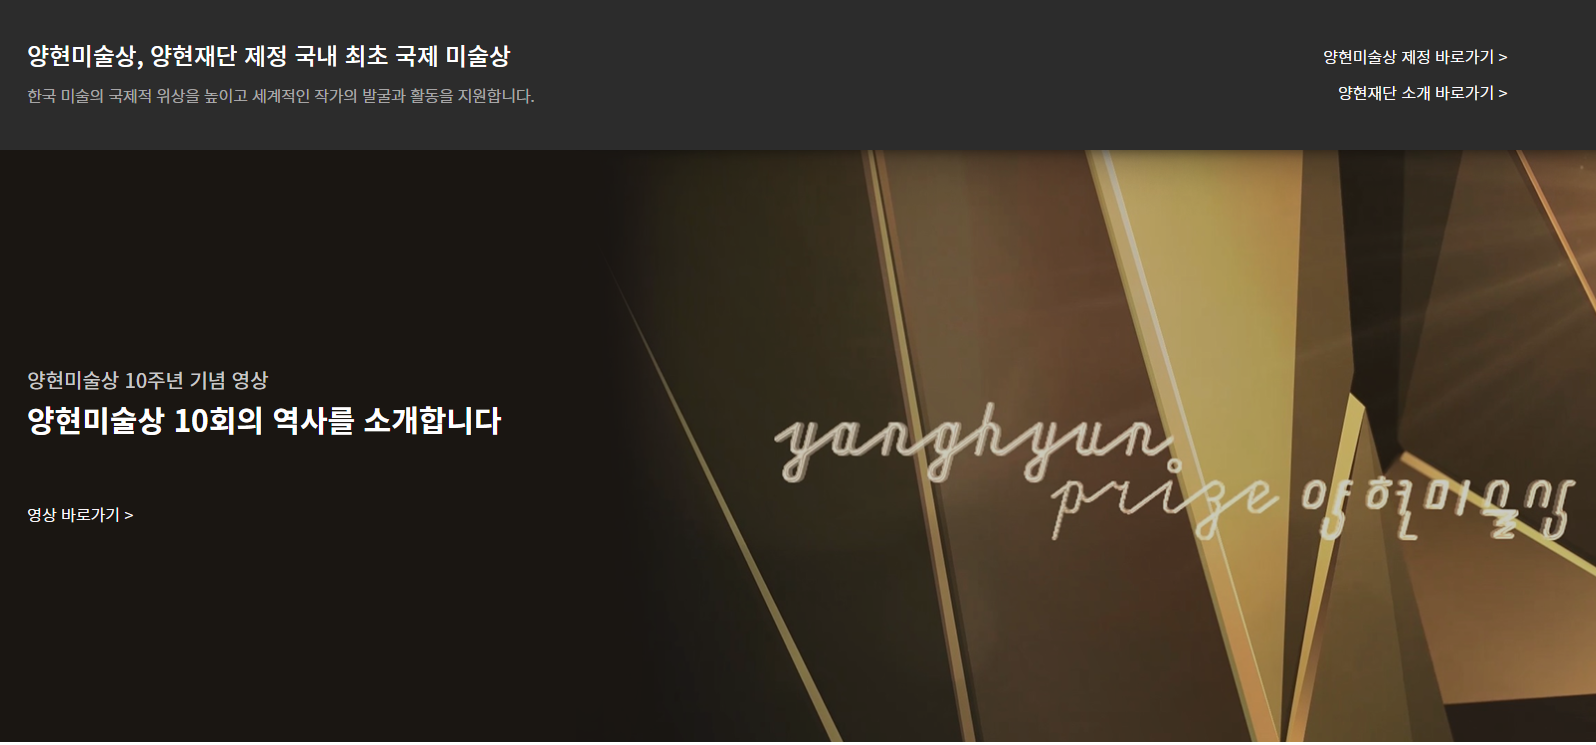 양현미술상, 양현재단 제정 국내 최초 국제 미술상
한국 미술의 국제적 위상을 높이고 세계적인 작가의 발굴과 활동을 지원합니다.
양현미술상 제정 바로가기 >
양현재단 소개 바로가기 >
양현미술상 10주년 기념 영상
양현미술상 10회의 역사를 소개합니다
영상 바로가기 >
yanghyun
prize 양현미술상